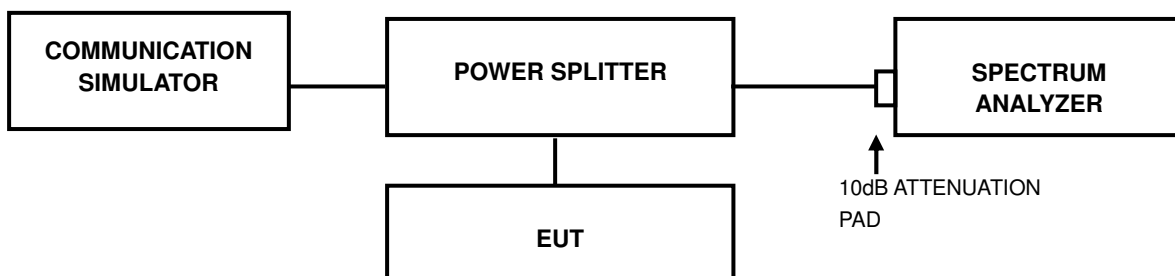 COMMUNICATION
SIMULATOR
POWER SPLITTER
SPECTRUM
ANALYZER
10dB ATTENUATION
PAD
EUT